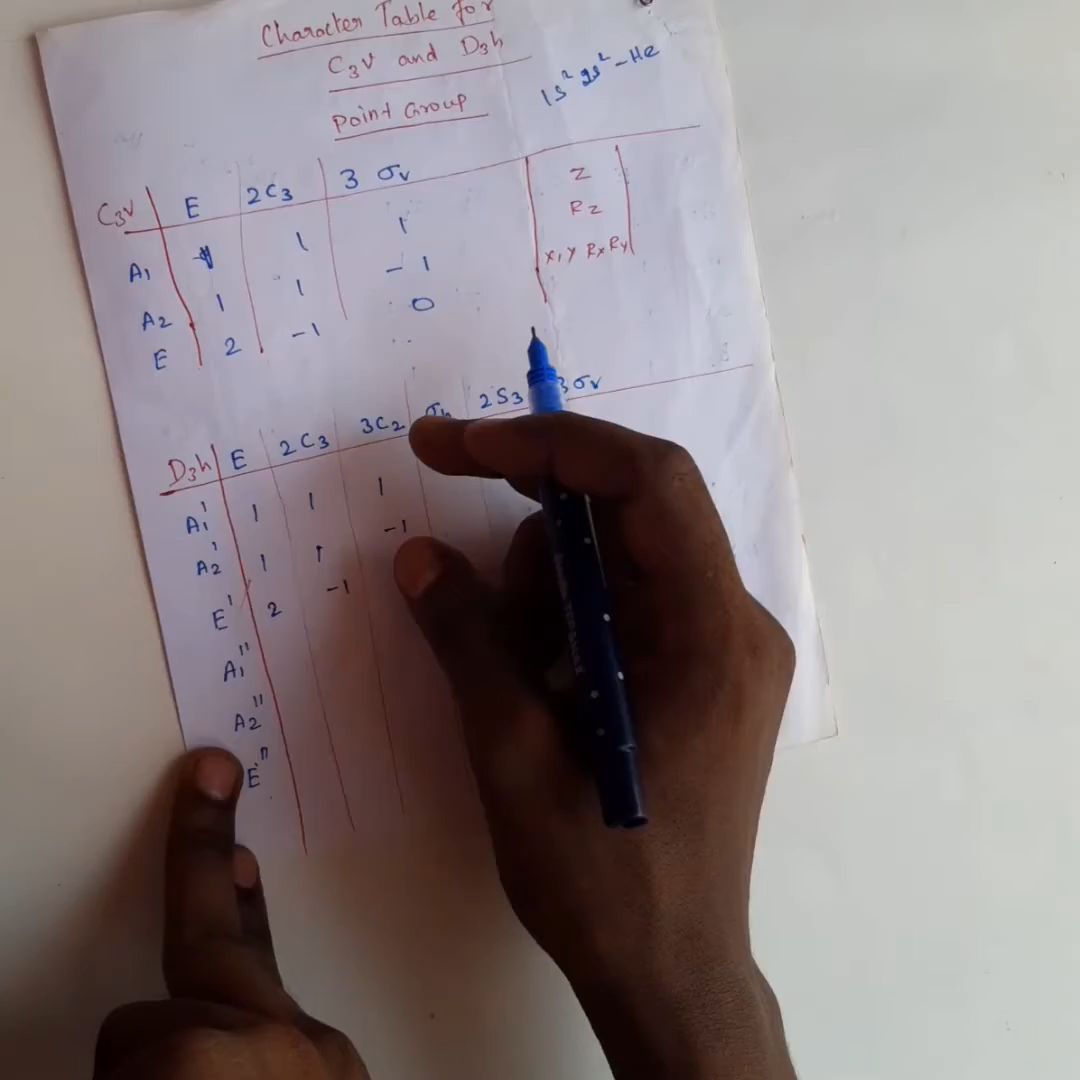 Character Table for
C₃V and D₃h
Point Group
1s² 2s² - He
C₃V E 2C₃ 3 σᵥ Z
A₁ 1 1 1 Rz
A₂ 1 1 -1 x, y Rx Ry
E 2 -1 0
D₃h E 2C₃ 3C₂ σₕ 2S₃ 3σᵥ
A₁' 1 1 1
A₂' 1 1 -1
E' 2 -1
A₁"
A₂"
E"